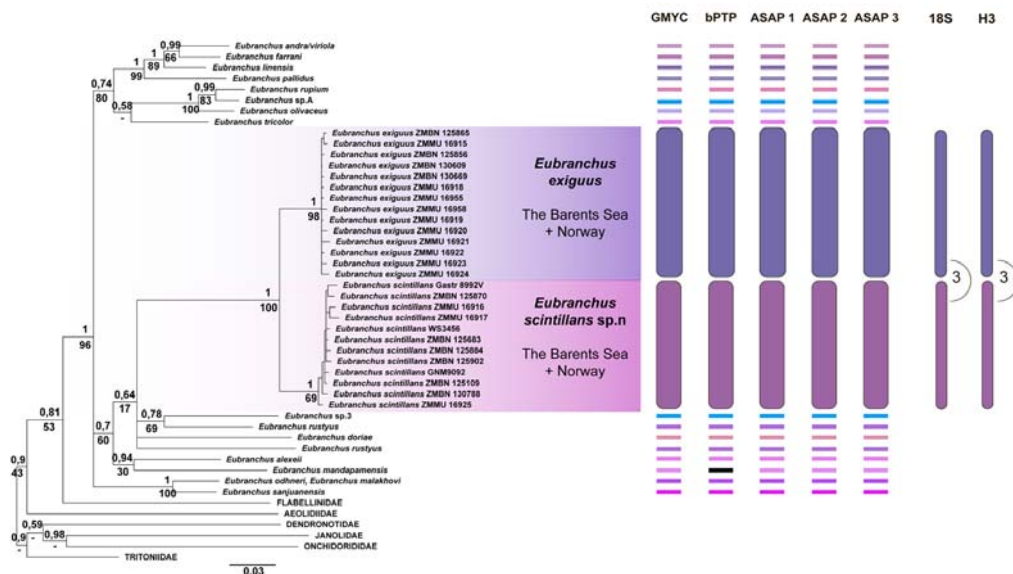 GMYC bPTP ASAP 1 ASAP 2 ASAP 3 18S H3
0,99
Eubranchus andra/viriola
1
66
Eubranchus farrani
89
Eubranchus linensis
1
99
Eubranchus pallidus
0,74
80
0,99
Eubranchus rupium
1
83
Eubranchus sp.A
0,58
-
100
Eubranchus olivaceus
Eubranchus tricolor
Eubranchus exiguus ZMBN 125865
Eubranchus exiguus ZMMU 16915
Eubranchus exiguus ZMBN 125856
Eubranchus exiguus ZMBN 130609
Eubranchus exiguus ZMBN 130669
Eubranchus exiguus ZMMU 16918
Eubranchus exiguus ZMMU 16955
Eubranchus exiguus ZMMU 16958
Eubranchus exiguus ZMMU 16919
Eubranchus exiguus ZMMU 16920
Eubranchus exiguus ZMMU 16921
Eubranchus exiguus ZMMU 16922
Eubranchus exiguus ZMMU 16923
Eubranchus exiguus ZMMU 16924
1
98
Eubranchus
exiguus
The Barents Sea
+ Norway
3
3
1
100
Eubranchus scintillans Gastr 8992V
Eubranchus scintillans ZMBN 125870
Eubranchus scintillans ZMMU 16916
Eubranchus scintillans ZMMU 16917
Eubranchus scintillans WS3456
Eubranchus scintillans ZMBN 125683
Eubranchus scintillans ZMBN 125884
Eubranchus scintillans ZMBN 125902
Eubranchus scintillans GNM9092
Eubranchus scintillans ZMBN 125109
Eubranchus scintillans ZMBN 130788
Eubranchus scintillans ZMMU 16925
1
69
Eubranchus
scintillans sp.n
The Barents Sea
+ Norway
1
96
0,64
17
0,78
69
Eubranchus sp.3
Eubranchus rustyus
0,81
53
0,7
60
Eubranchus doriae
Eubranchus rustyus
0,94
30
Eubranchus alexeii
Eubranchus mandapamensis
0,9
43
1
100
Eubranchus odhneri, Eubranchus malakhovi
Eubranchus sanjuanensis
FLABELLINIDAE
AEOLIDIIDAE
0,59
-
DENDRONOTIDAE
0,9
-
0,98
-
JANOLIDAE
ONCHIDORIDIDAE
TRITONIIDAE
0.03